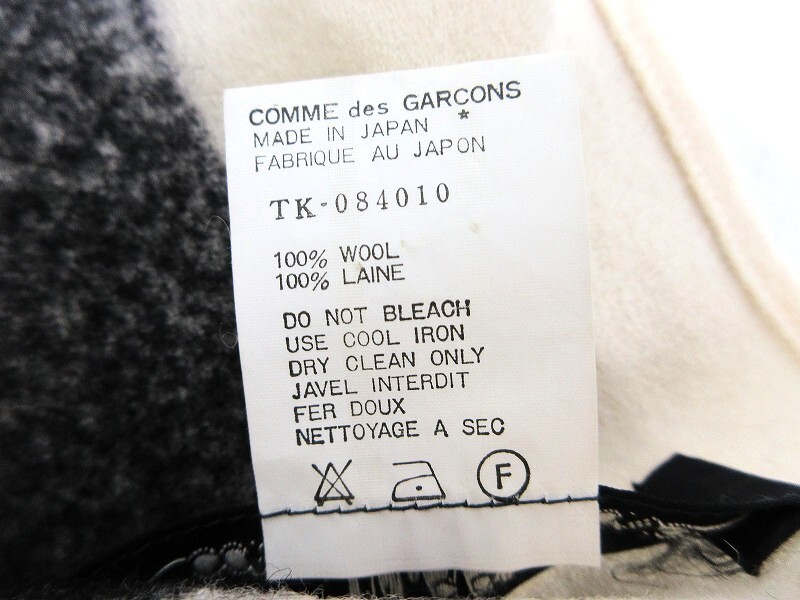 COMME des GARCONS
MADE IN JAPAN *
FABRIQUE AU JAPON
TK-084010
100% WOOL
100% LAINE
DO NOT BLEACH
USE COOL IRON
DRY CLEAN ONLY
JAVEL INTERDIT
FER DOUX
NETTOYAGE A SEC
F